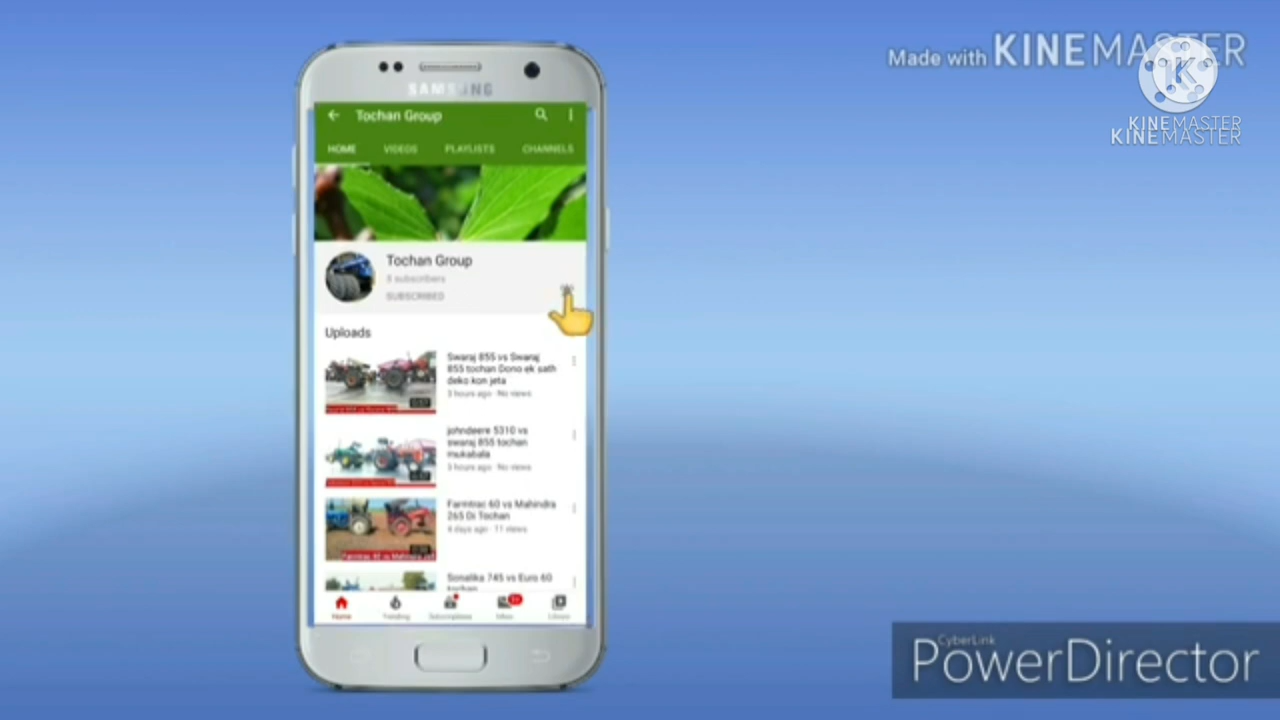 Made with KINEMASTER
KINEMASTER
KINEMASTER
SAMSUNG
Tochan Group
HOME VIDEOS PLAYLISTS CHANNELS
Tochan Group
8 subscribers
SUBSCRIBED
Uploads
Swaraj 855 vs Swaraj
855 tochan Dono ek sath
deko kon jeta
3 hours ago · No views
johndeere 5310 vs
swaraj 855 tochan
mukabala
3 hours ago · No views
Farmtrac 60 vs Mahindra
265 Di Tochan
4 days ago · 11 views
Sonalika 745 vs Euro 60
tochan
Home Trending Subscriptions Inbox Library
CyberLink
PowerDirector